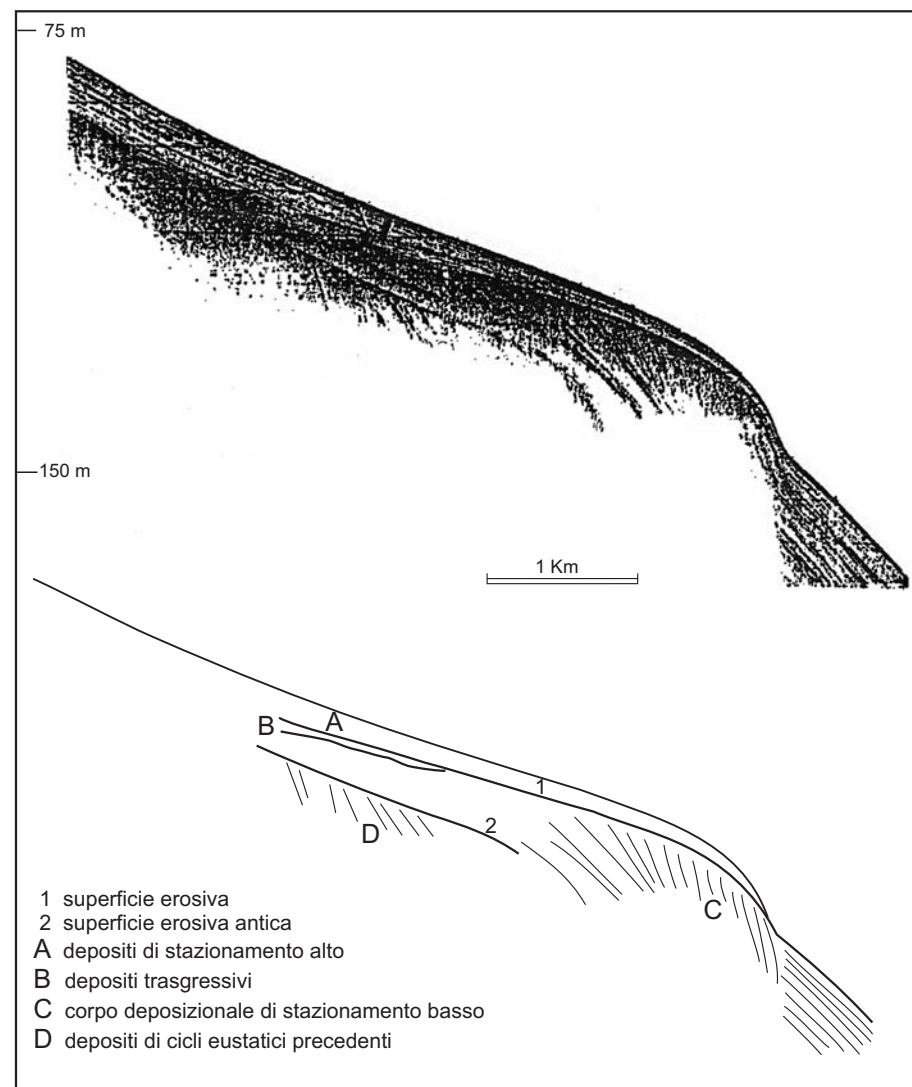 75 m
150 m
1 Km
A
B
1
2
D
C
1 superficie erosiva
2 superficie erosiva antica
A depositi di stazionamento alto
B depositi trasgressivi
C corpo deposizionale di stazionamento basso
D depositi di cicli eustatici precedenti